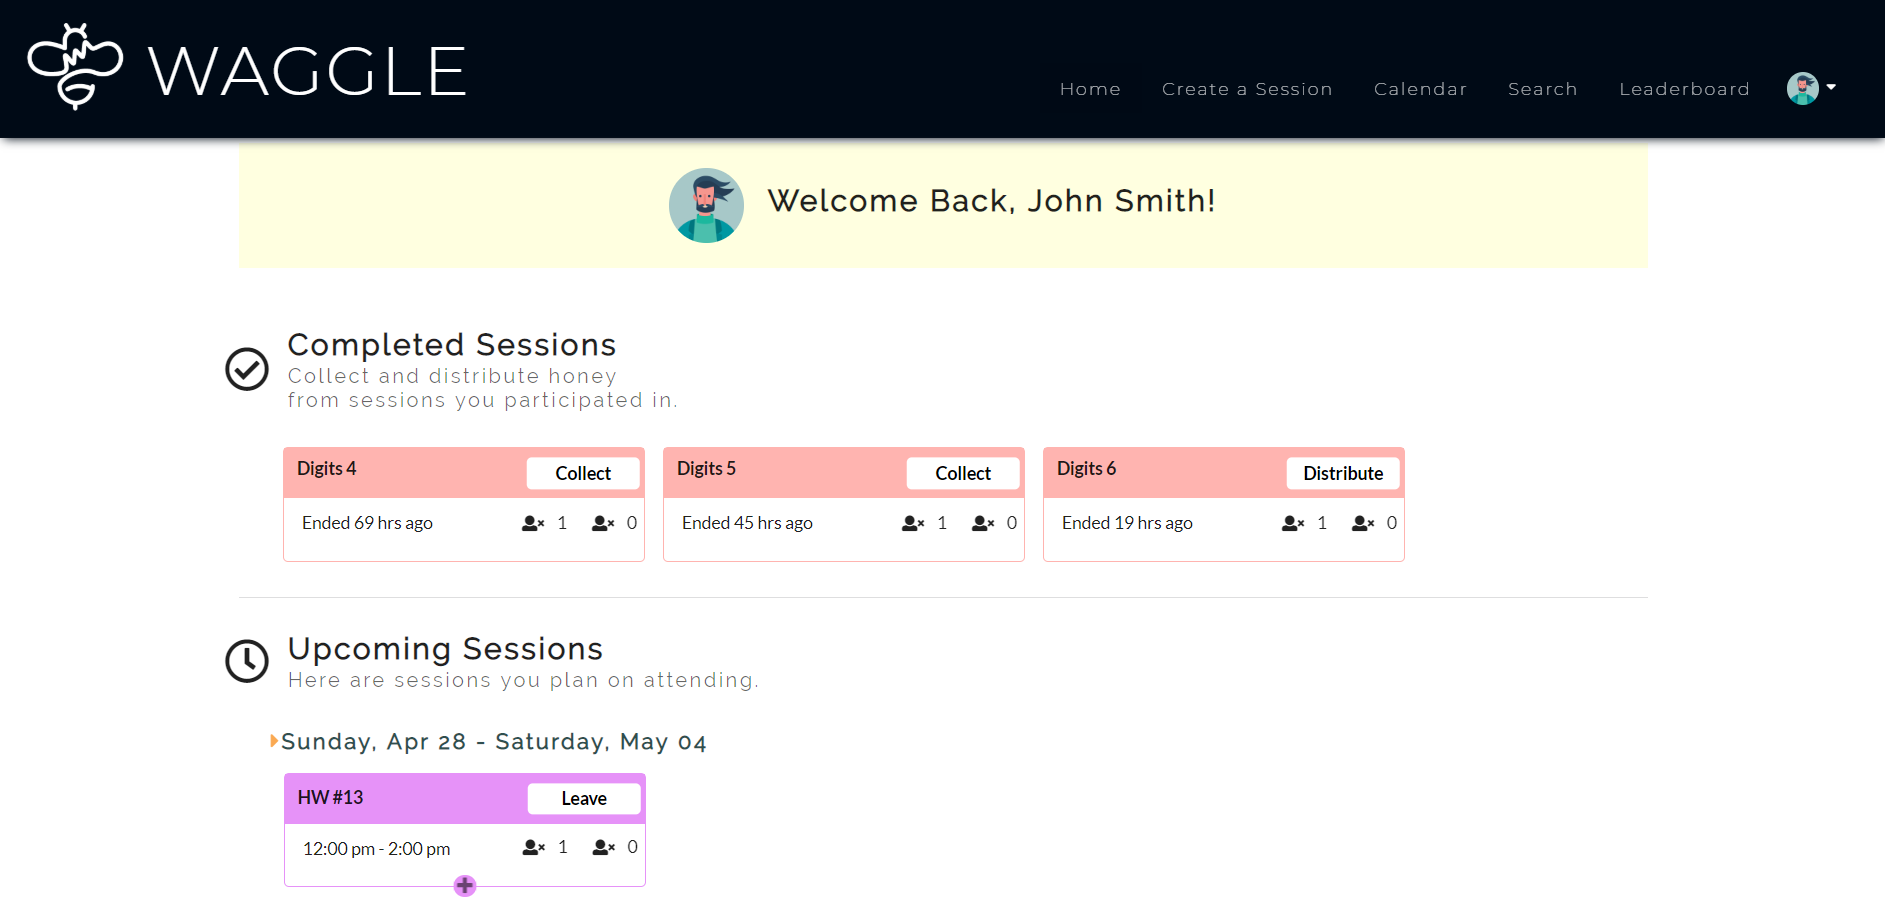 WAGGLE
Home Create a Session Calendar Search Leaderboard
Welcome Back, John Smith!
Completed Sessions
Collect and distribute honey
from sessions you participated in.
Digits 4 Collect
Ended 69 hrs ago 1 0
Digits 5 Collect
Ended 45 hrs ago 1 0
Digits 6 Distribute
Ended 19 hrs ago 1 0
Upcoming Sessions
Here are sessions you plan on attending.
Sunday, Apr 28 - Saturday, May 04
HW #13 Leave
12:00 pm - 2:00 pm 1 0